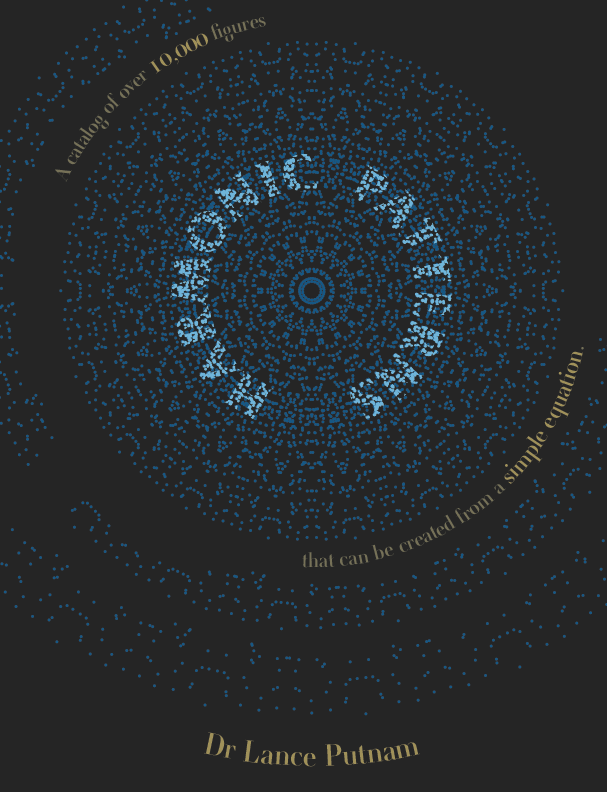 A catalog of over 10,000 figures
HARMONIC PATTERNS
that can be created from a simple equation.
Dr Lance Putnam